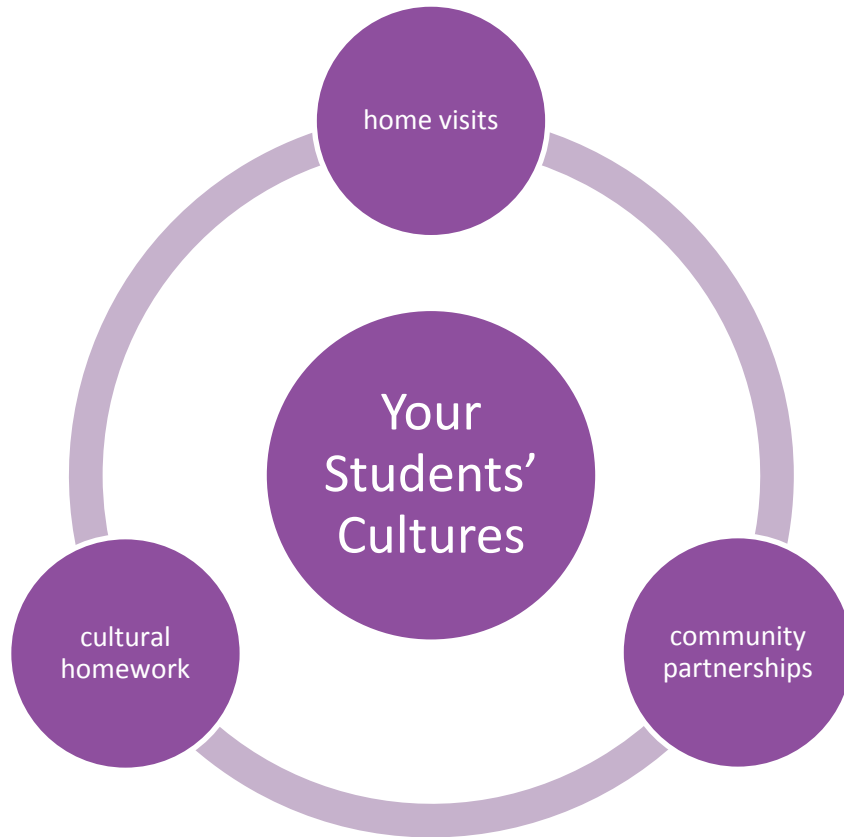 home visits
Your
Students’
Cultures
cultural
homework
community
partnerships